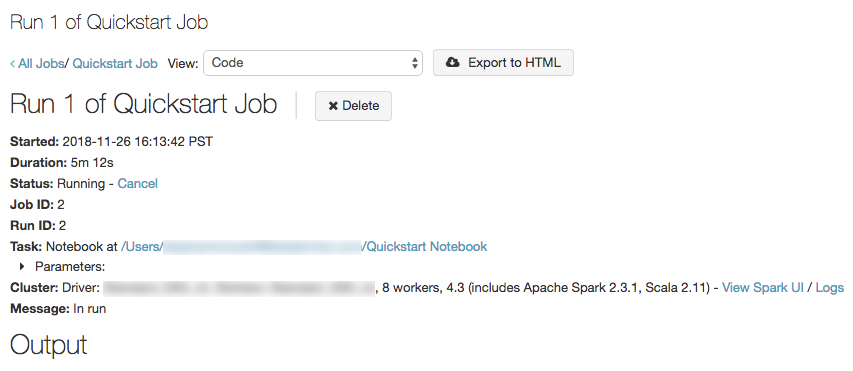 Run 1 of Quickstart Job
‹ All Jobs/ Quickstart Job View: Code Export to HTML
Run 1 of Quickstart Job Delete
Started: 2018-11-26 16:13:42 PST
Duration: 5m 12s
Status: Running - Cancel
Job ID: 2
Run ID: 2
Task: Notebook at /Users/ /Quickstart Notebook
Parameters:
Cluster: Driver: , 8 workers, 4.3 (includes Apache Spark 2.3.1, Scala 2.11) - View Spark UI / Logs
Message: In run
Output